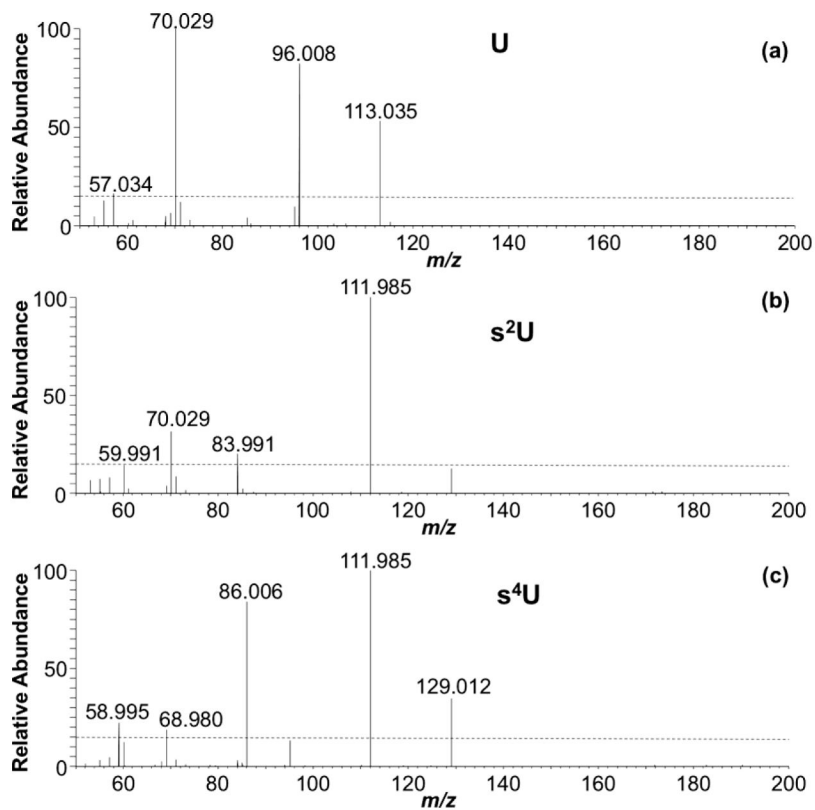 U
(a)
70.029
96.008
113.035
57.034
100
50
0
Relative Abundance
60 80 100 120 140 160 180 200
m/z
s²U
(b)
111.985
70.029
83.991
59.991
100
50
0
Relative Abundance
60 80 100 120 140 160 180 200
m/z
s⁴U
(c)
111.985
86.006
129.012
58.995
68.980
100
50
0
Relative Abundance
60 80 100 120 140 160 180 200
m/z